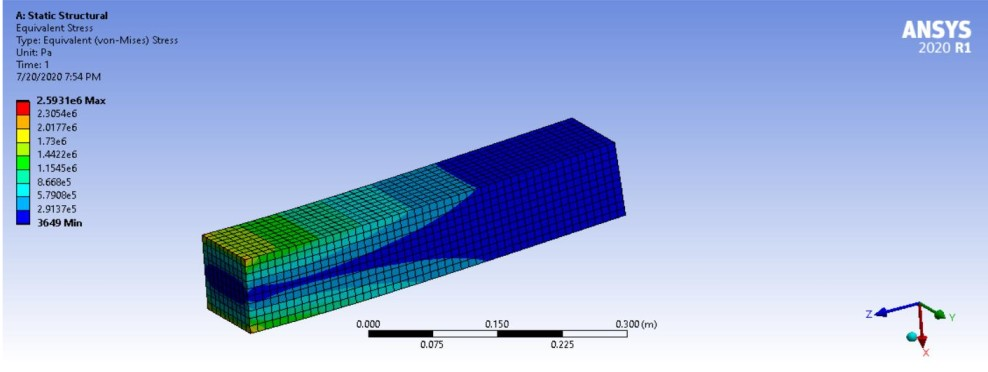 A: Static Structural
Equivalent Stress
Type: Equivalent (von-Mises) Stress
Unit: Pa
Time: 1
7/20/2020 7:54 PM
2.5931e6 Max
2.3054e6
2.0177e6
1.73e6
1.4422e6
1.1545e6
8.668e5
5.7908e5
2.9137e5
3649 Min
ANSYS
2020 R1
0.000 0.150 0.300 (m)
0.075 0.225
Z Y
X